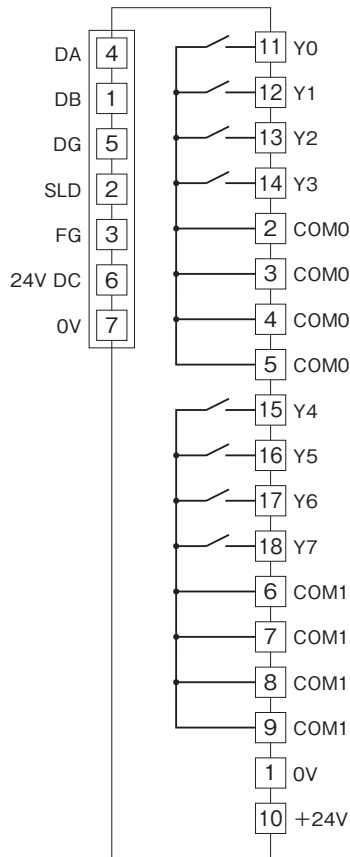 DA 4
DB 1
DG 5
SLD 2
FG 3
24V DC 6
0V 7
11 Y0
12 Y1
13 Y2
14 Y3
2 COM0
3 COM0
4 COM0
5 COM0
15 Y4
16 Y5
17 Y6
18 Y7
6 COM1
7 COM1
8 COM1
9 COM1
1 0V
10 +24V